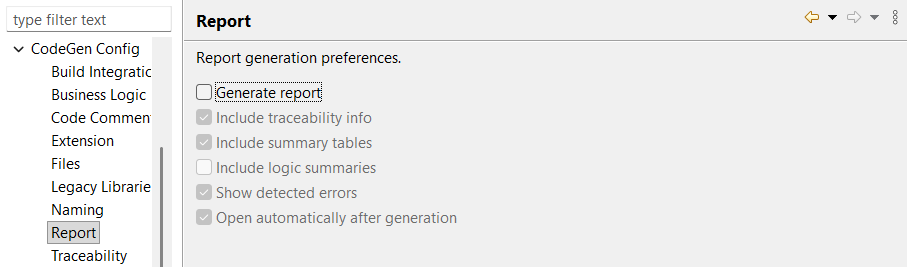 type filter text
CodeGen Config
Build Integratic
Business Logic
Code Commen
Extension
Files
Legacy Librarie
Naming
Report
Traceability
Report
Report generation preferences.
Generate report
Include traceability info
Include summary tables
Include logic summaries
Show detected errors
Open automatically after generation